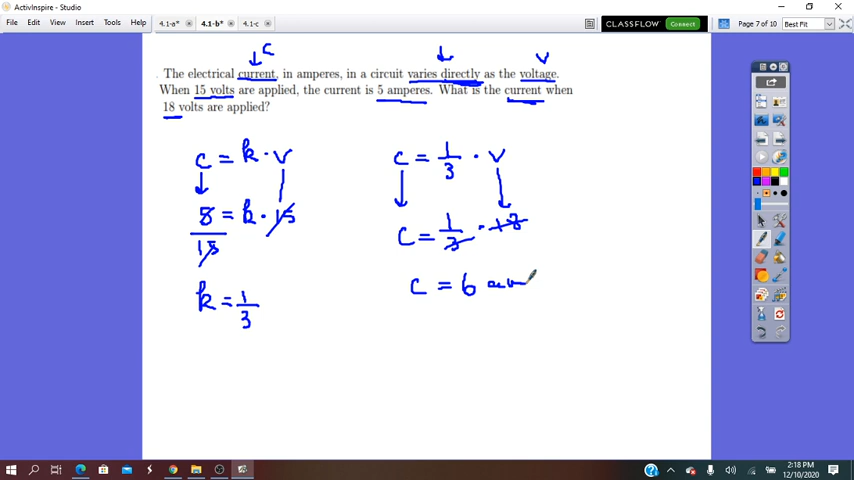 ActivInspire - Studio
File Edit View Insert Tools Help
4.1-a* 4.1-b* 4.1-c
CLASSFLOW Connect Page 7 of 10 Best Fit
C V
The electrical current, in amperes, in a circuit varies directly as the voltage.
When 15 volts are applied, the current is 5 amperes. What is the current when
18 volts are applied?
C = k · V
5 = k · 15
15
k = 1/3
C = 1/3 · V
C = 1/3 · 18
C = 6
2:18 PM
12/10/2020